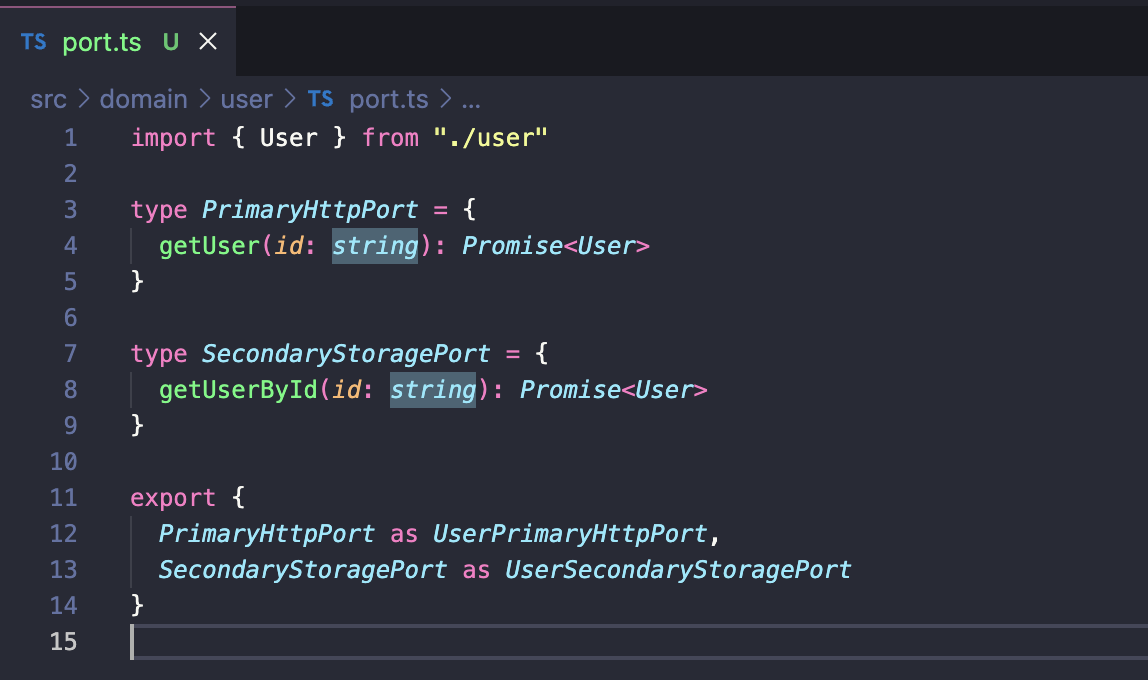 TS port.ts U ×
src > domain > user > TS port.ts > ...
1 import { User } from "./user"
2
3 type PrimaryHttpPort = {
4   getUser(id: string): Promise<User>
5 }
6
7 type SecondaryStoragePort = {
8   getUserById(id: string): Promise<User>
9 }
10
11 export {
12   PrimaryHttpPort as UserPrimaryHttpPort,
13   SecondaryStoragePort as UserSecondaryStoragePort
14 }
15